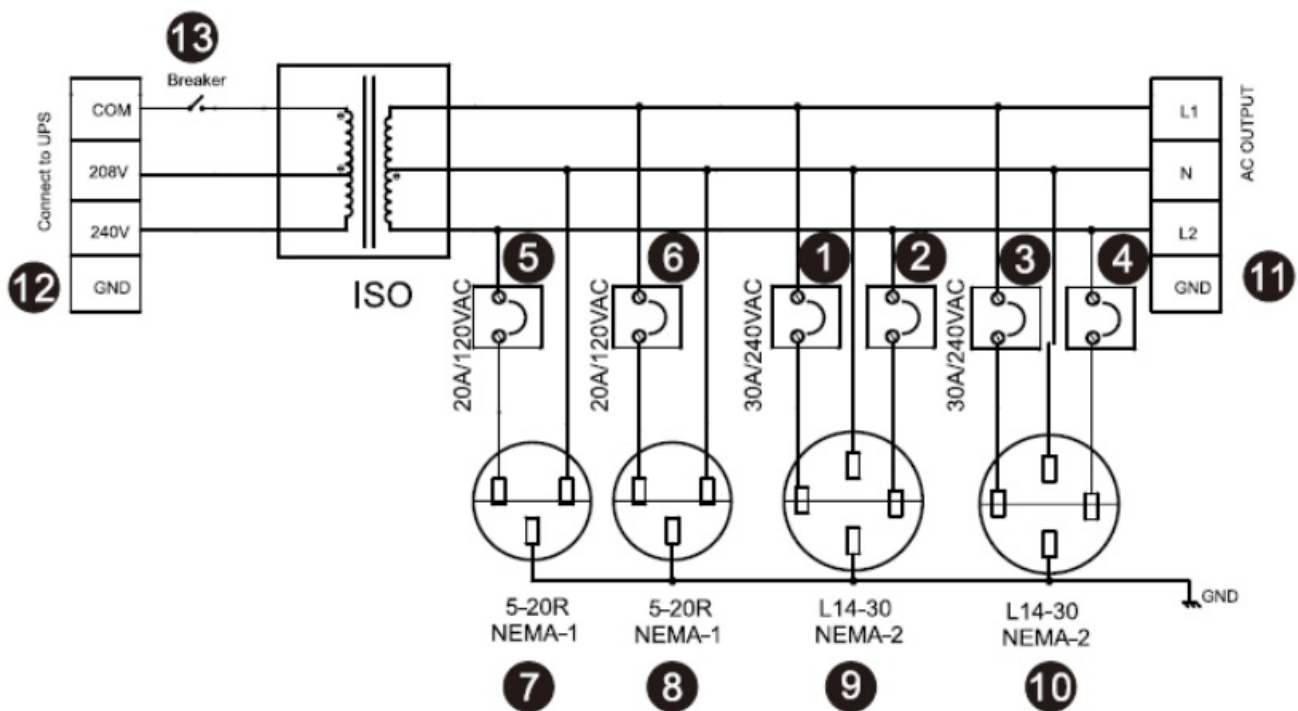 13
Breaker
Connect to UPS
COM
208V
240V
GND
12
ISO
L1
N
L2
GND
AC OUTPUT
11
5
6
1
2
3
4
20A/120VAC
20A/120VAC
30A/240VAC
30A/240VAC
GND
5-20R
NEMA-1
5-20R
NEMA-1
L14-30
NEMA-2
L14-30
NEMA-2
7
8
9
10